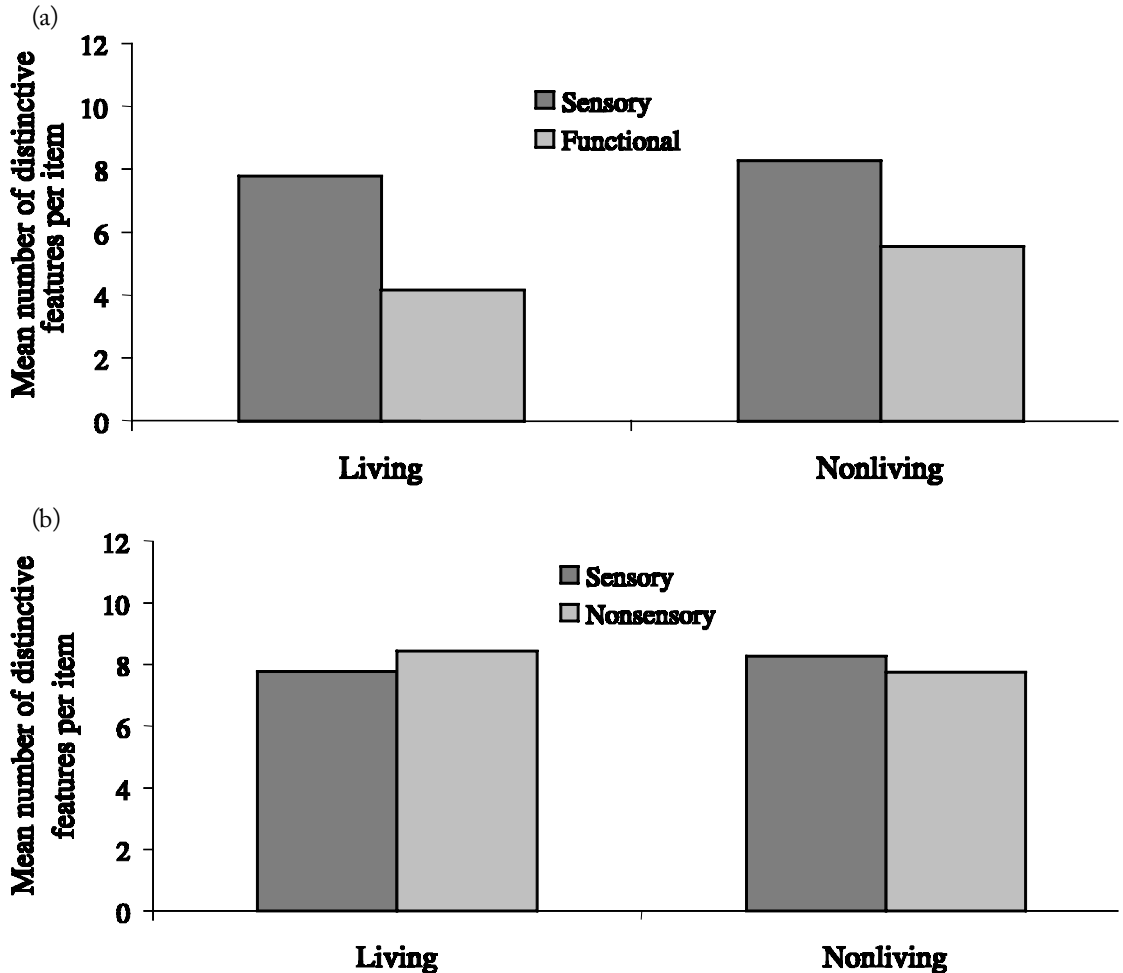 (a)
Mean number of distinctive
features per item
12
10
8
6
4
2
0
Sensory
Functional
Living
Nonliving
(b)
Mean number of distinctive
features per item
12
10
8
6
4
2
0
Sensory
Nonsensory
Living
Nonliving